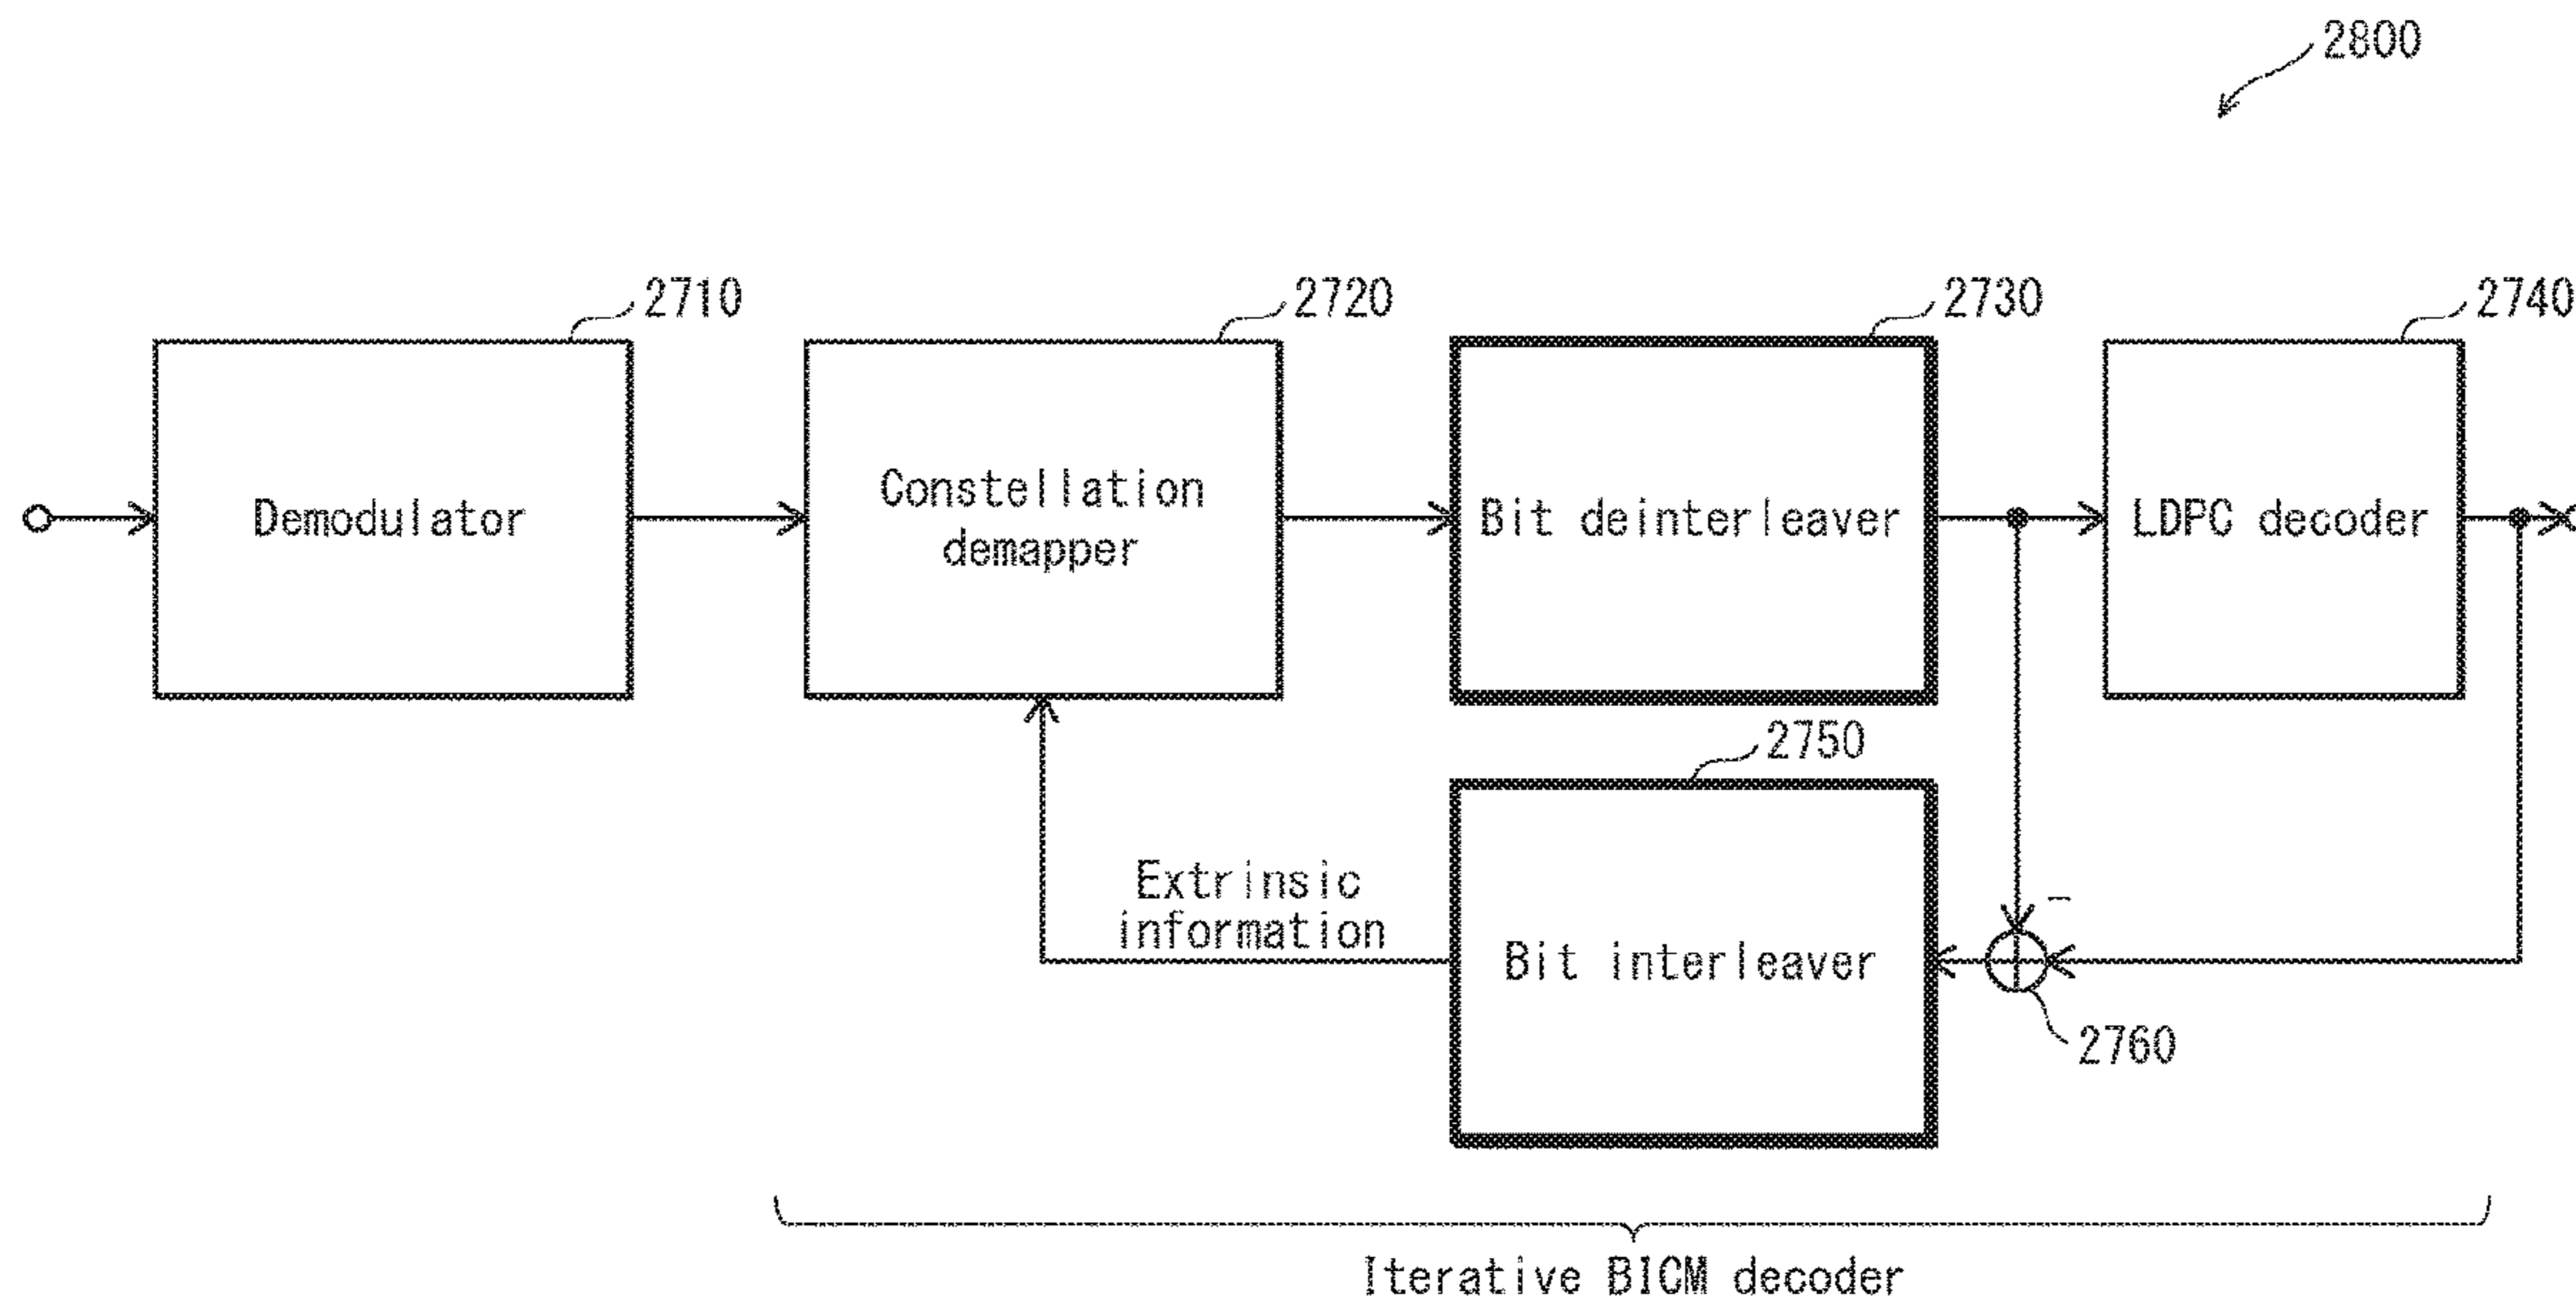 2800
2710
2720
2730
2740
Demodulator
Constellation
demapper
Bit deinterleaver
LDPC decoder
2750
Extrinsic
information
Bit interleaver
-
2760
Iterative BICM decoder